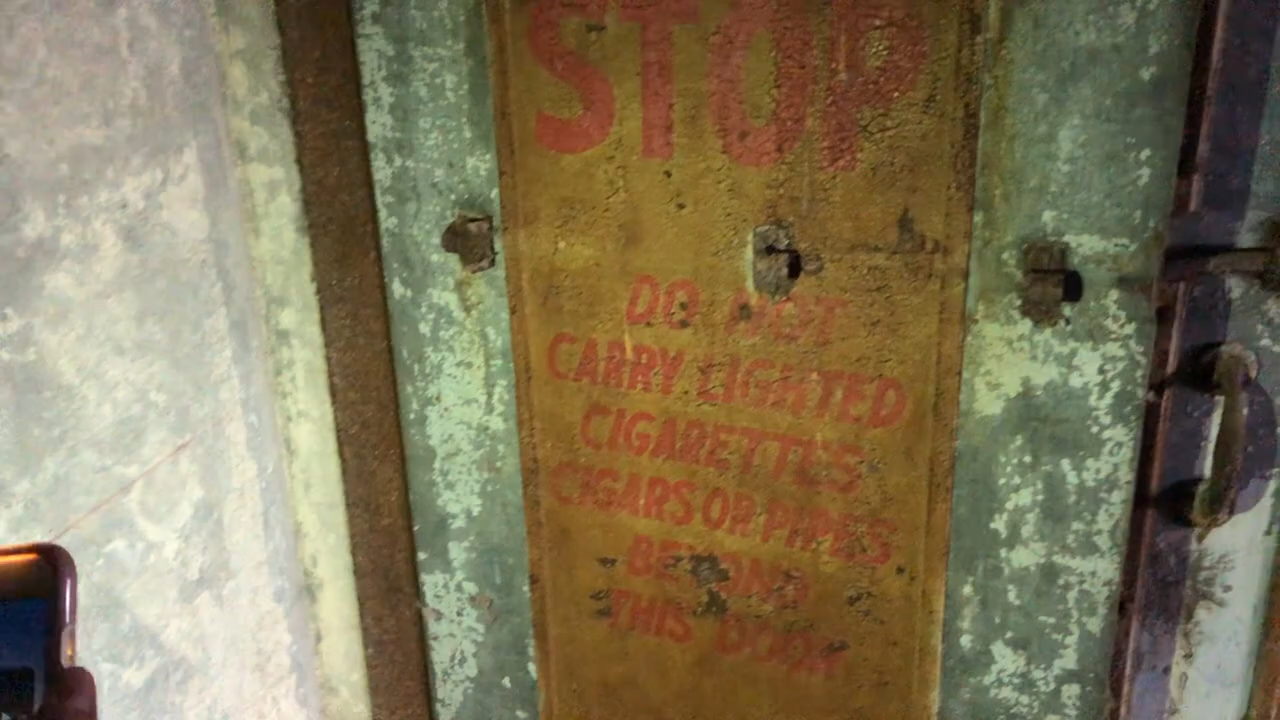 STOP
DO NOT
CARRY LIGHTED
CIGARETTES
CIGARS OR PIPES
BEYOND
THIS DOOR